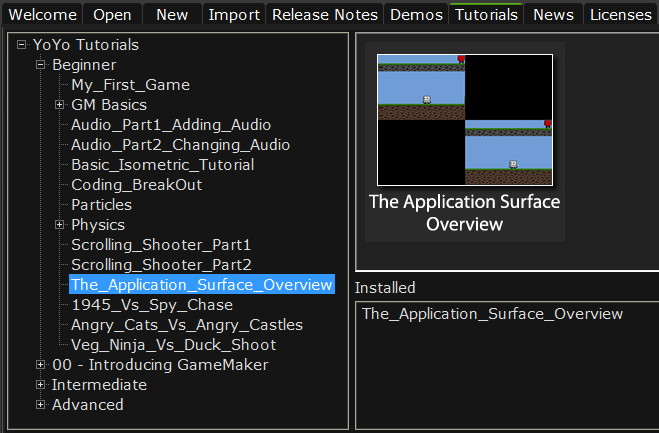 Welcome Open New Import Release Notes Demos Tutorials News Licenses
YoYo Tutorials
Beginner
My_First_Game
GM Basics
Audio_Part1_Adding_Audio
Audio_Part2_Changing_Audio
Basic_Isometric_Tutorial
Coding_BreakOut
Particles
Physics
Scrolling_Shooter_Part1
Scrolling_Shooter_Part2
The_Application_Surface_Overview
1945_Vs_Spy_Chase
Angry_Cats_Vs_Angry_Castles
Veg_Ninja_Vs_Duck_Shoot
00 - Introducing GameMaker
Intermediate
Advanced
The Application Surface
Overview
Installed
The_Application_Surface_Overview